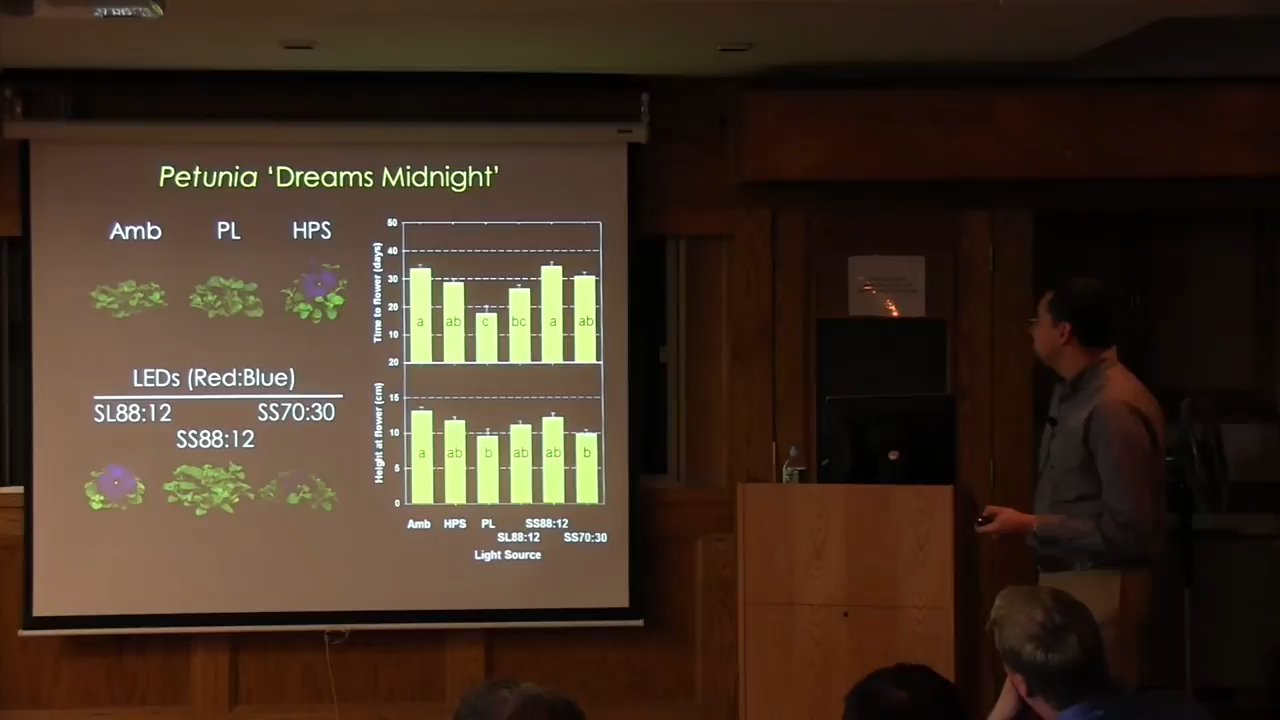 Petunia ‘Dreams Midnight’
Amb PL HPS
LEDs (Red:Blue)
SL88:12 SS70:30
SS88:12
Time to flower (days)
50
40
30
20
10
20
a ab c bc a ab
Height at flower (cm)
15
10
5
0
a ab b ab ab b
Amb HPS PL SS88:12
SL88:12 SS70:30
Light Source